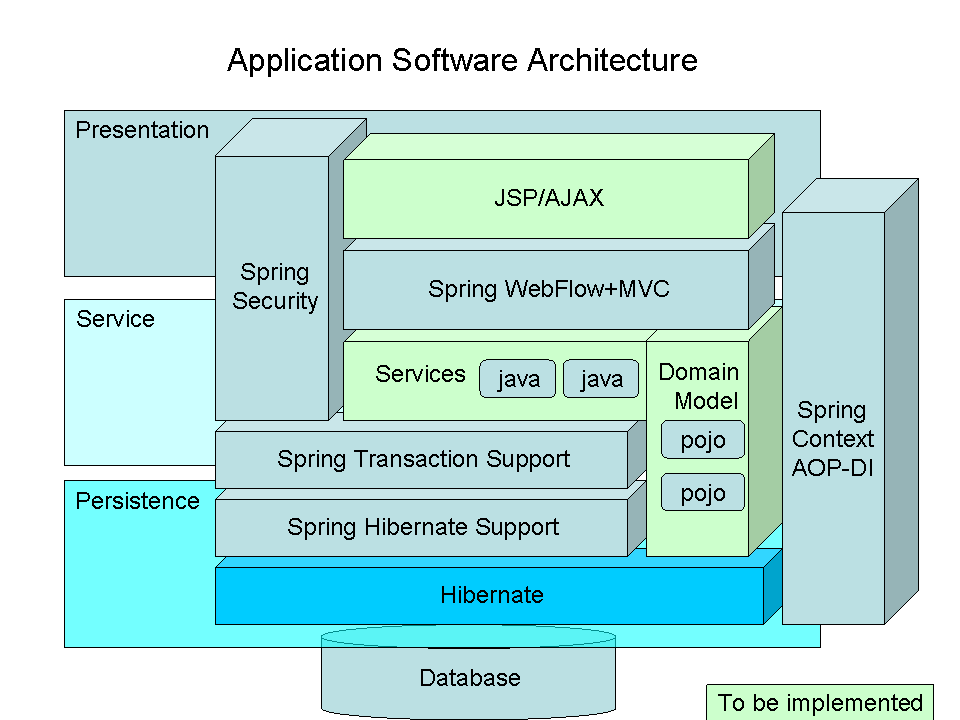 Application Software Architecture
Presentation
JSP/AJAX
Spring
Security
Spring WebFlow+MVC
Service
Services
java
java
Domain
Model
pojo
pojo
Spring
Context
AOP-DI
Spring Transaction Support
Persistence
Spring Hibernate Support
Hibernate
Database
To be implemented